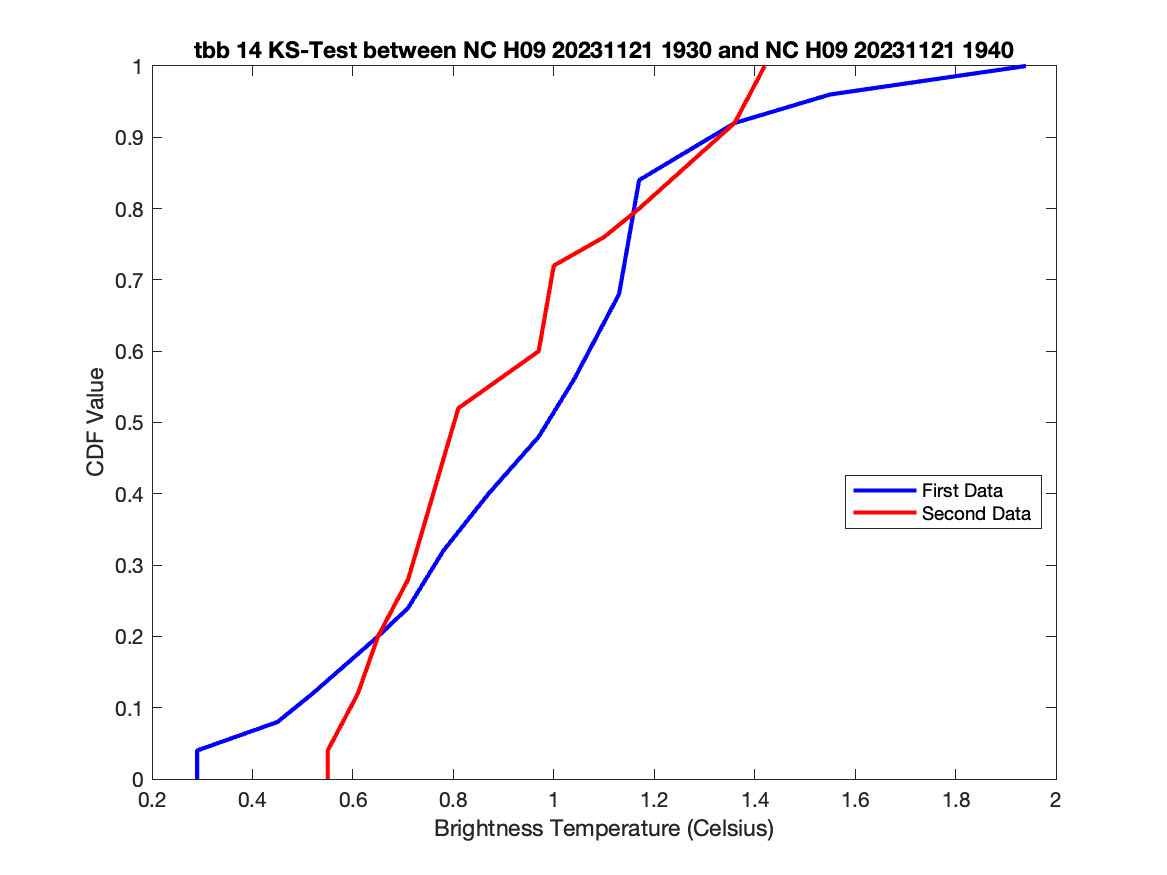 tbb 14 KS-Test between NC H09 20231121 1930 and NC H09 20231121 1940
1
0.9
0.8
0.7
0.6
0.5
0.4
0.3
0.2
0.1
0
CDF Value
First Data
Second Data
0.2 0.4 0.6 0.8 1 1.2 1.4 1.6 1.8 2
Brightness Temperature (Celsius)